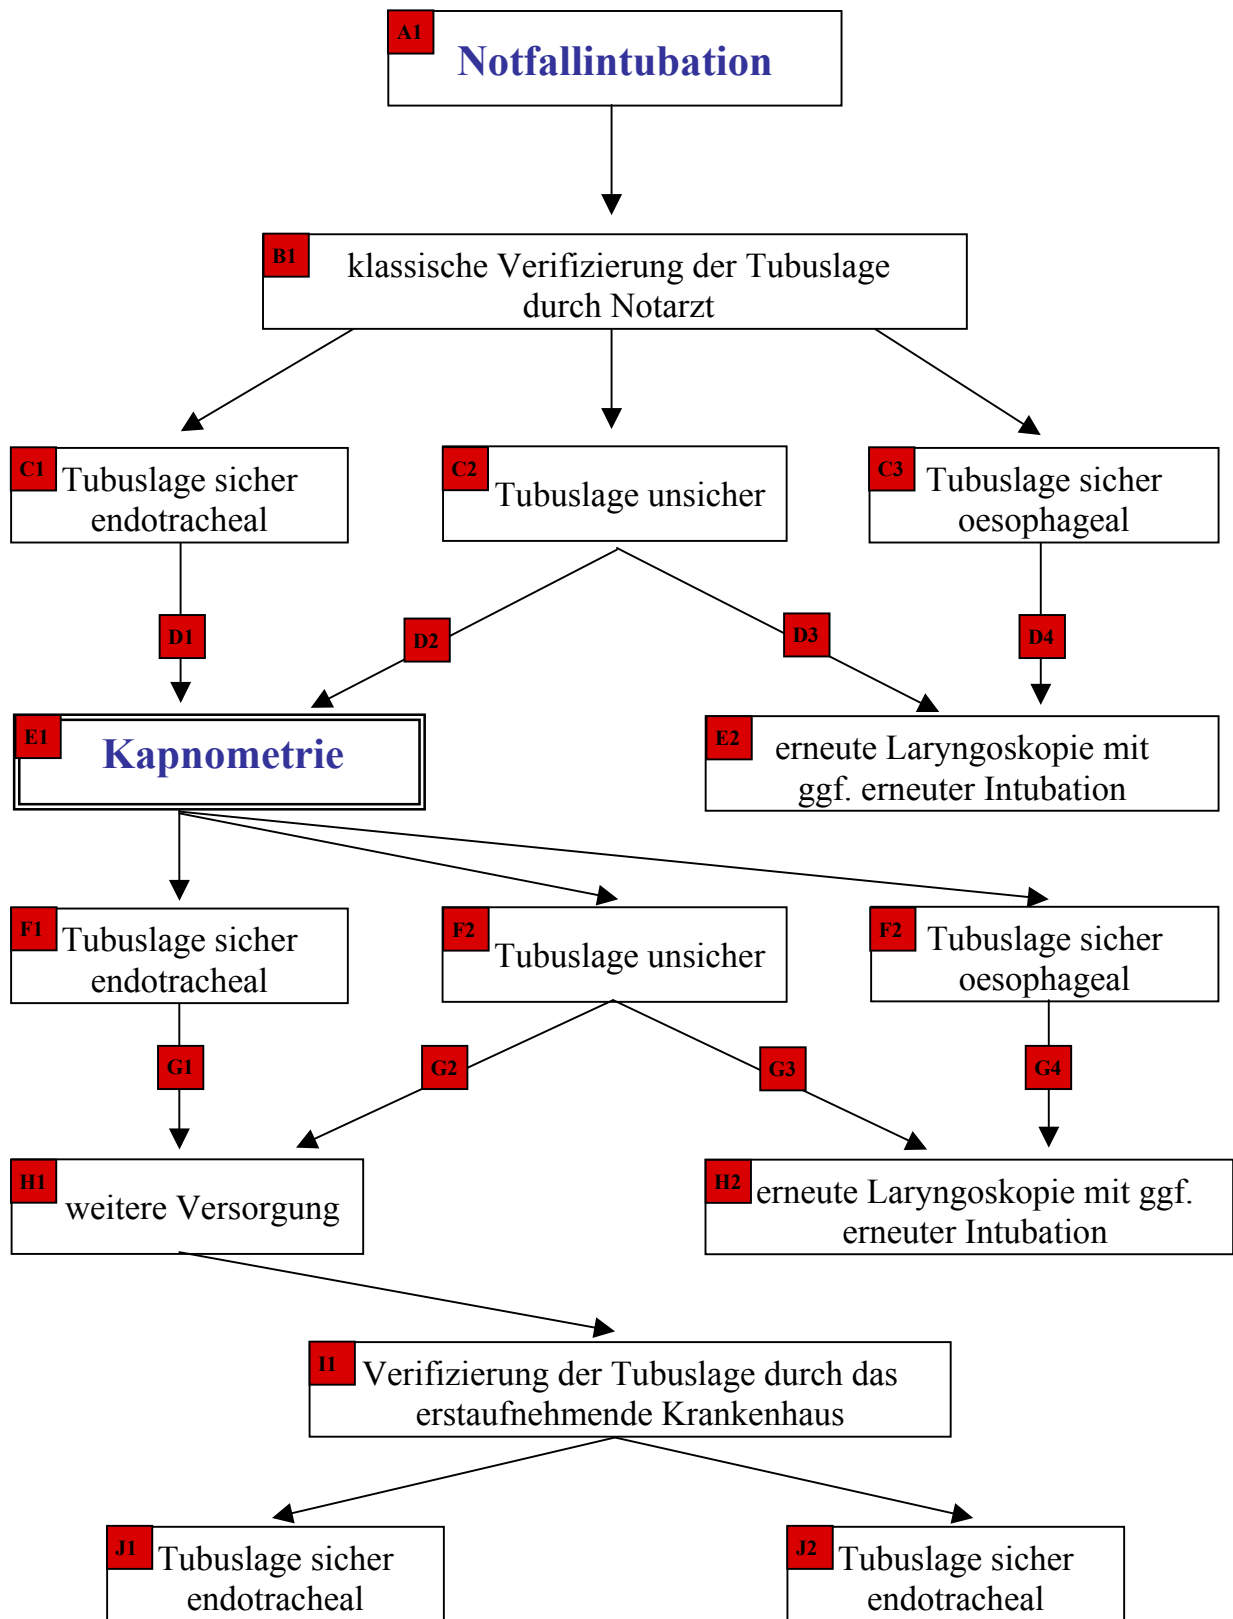 A1
Notfallintubation
B1
klassische Verifizierung der Tubuslage
durch Notarzt
C1
Tubuslage sicher
endotracheal
C2
Tubuslage unsicher
C3
Tubuslage sicher
oesophageal
D1
D2
D3
D4
E1
Kapnometrie
E2
erneute Laryngoskopie mit
ggf. erneuter Intubation
F1
Tubuslage sicher
endotracheal
F2
Tubuslage unsicher
F2
Tubuslage sicher
oesophageal
G1
G2
G3
G4
H1
weitere Versorgung
H2
erneute Laryngoskopie mit ggf.
erneuter Intubation
I1
Verifizierung der Tubuslage durch das
erstaufnehmende Krankenhaus
J1
Tubuslage sicher
endotracheal
J2
Tubuslage sicher
endotracheal